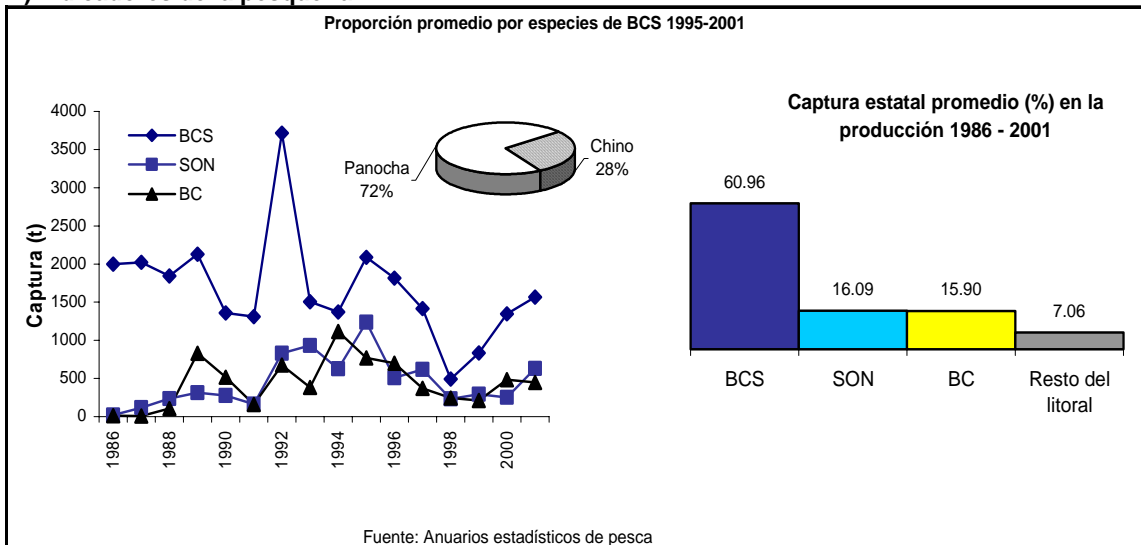 Proporción promedio por especies de BCS 1995-2001
4000
3500
3000
2500
2000
1500
1000
500
0
Captura (t)
BCS
SON
BC
Panocha
72%
Chino
28%
1986
1988
1990
1992
1994
1996
1998
2000
Captura estatal promedio (%) en la
producción 1986 - 2001
60.96
16.09
15.90
7.06
BCS
SON
BC
Resto del
litoral
Fuente: Anuarios estadísticos de pesca